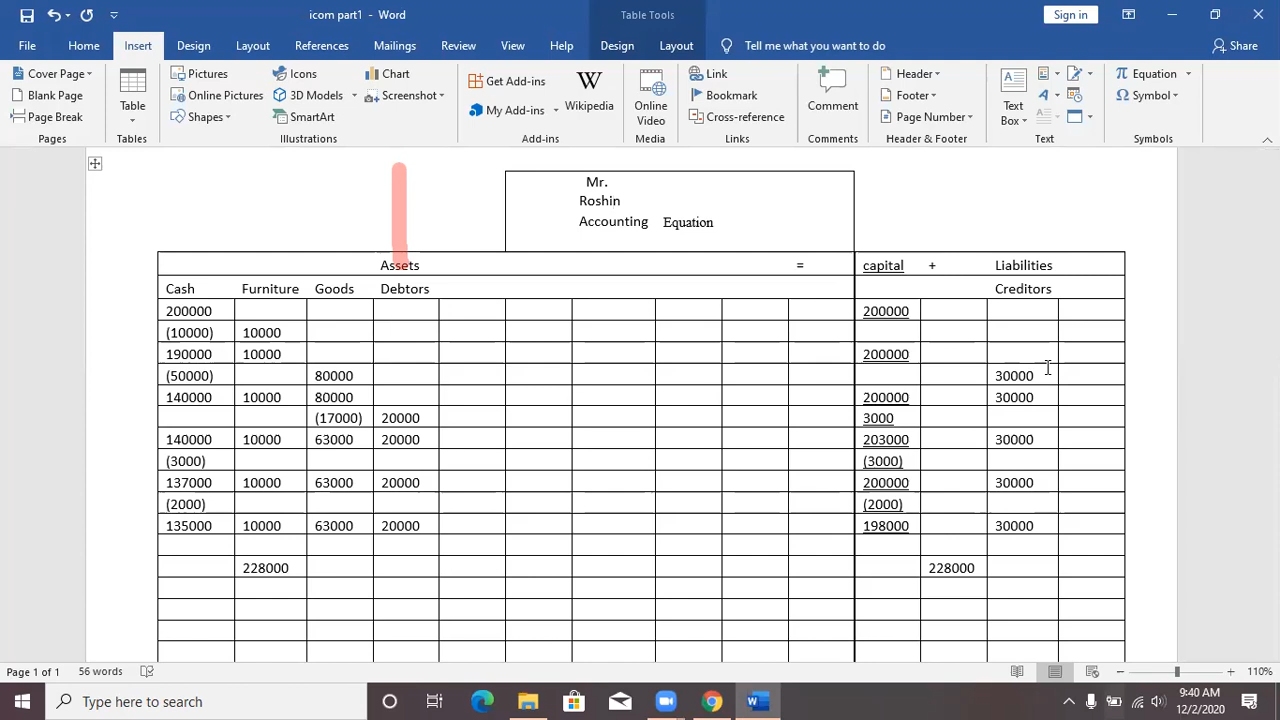 icom part1 - Word
Table Tools
Sign in
File Home Insert Design Layout References Mailings Review View Help Design Layout Tell me what you want to do Share
Cover Page
Blank Page
Page Break
Pages
Table
Tables
Pictures
Online Pictures
Shapes
Icons
3D Models
SmartArt
Chart
Screenshot
Illustrations
Get Add-ins
My Add-ins
Wikipedia
Add-ins
Online Video
Media
Link
Bookmark
Cross-reference
Links
Comment
Comments
Header
Footer
Page Number
Header & Footer
Text Box
Text
Equation
Symbol
Symbols
Mr.
Roshin
Accounting Equation
Assets = capital + Liabilities
Cash Furniture Goods Debtors Creditors
200000 200000
(10000) 10000
190000 10000 200000
(50000) 80000 30000
140000 10000 80000 200000 30000
(17000) 20000 3000
140000 10000 63000 20000 203000 30000
(3000) (3000)
137000 10000 63000 20000 200000 30000
(2000) (2000)
135000 10000 63000 20000 198000 30000
228000 228000
Page 1 of 1 56 words 110%
Type here to search
9:40 AM
12/2/2020